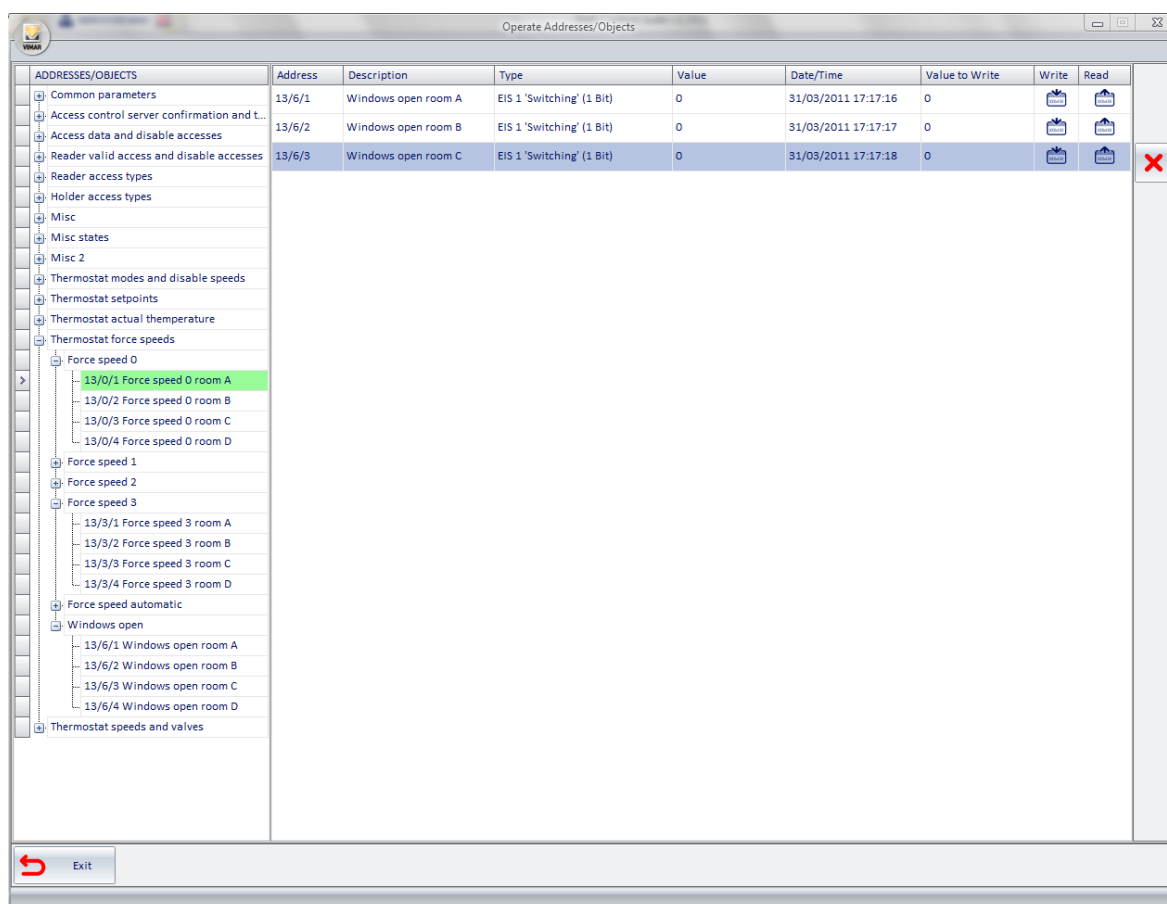 Operate Addresses/Objects
VIMAR
ADDRESSES/OBJECTS
Common parameters
Access control server confirmation and t...
Access data and disable accesses
Reader valid access and disable accesses
Reader access types
Holder access types
Misc
Misc states
Misc 2
Thermostat modes and disable speeds
Thermostat setpoints
Thermostat actual themperature
Thermostat force speeds
Force speed 0
13/0/1 Force speed 0 room A
13/0/2 Force speed 0 room B
13/0/3 Force speed 0 room C
13/0/4 Force speed 0 room D
Force speed 1
Force speed 2
Force speed 3
13/3/1 Force speed 3 room A
13/3/2 Force speed 3 room B
13/3/3 Force speed 3 room C
13/3/4 Force speed 3 room D
Force speed automatic
Windows open
13/6/1 Windows open room A
13/6/2 Windows open room B
13/6/3 Windows open room C
13/6/4 Windows open room D
Thermostat speeds and valves
Address Description Type Value Date/Time Value to Write Write Read
13/6/1 Windows open room A EIS 1 'Switching' (1 Bit) 0 31/03/2011 17:17:16 0
13/6/2 Windows open room B EIS 1 'Switching' (1 Bit) 0 31/03/2011 17:17:17 0
13/6/3 Windows open room C EIS 1 'Switching' (1 Bit) 0 31/03/2011 17:17:18 0
Exit